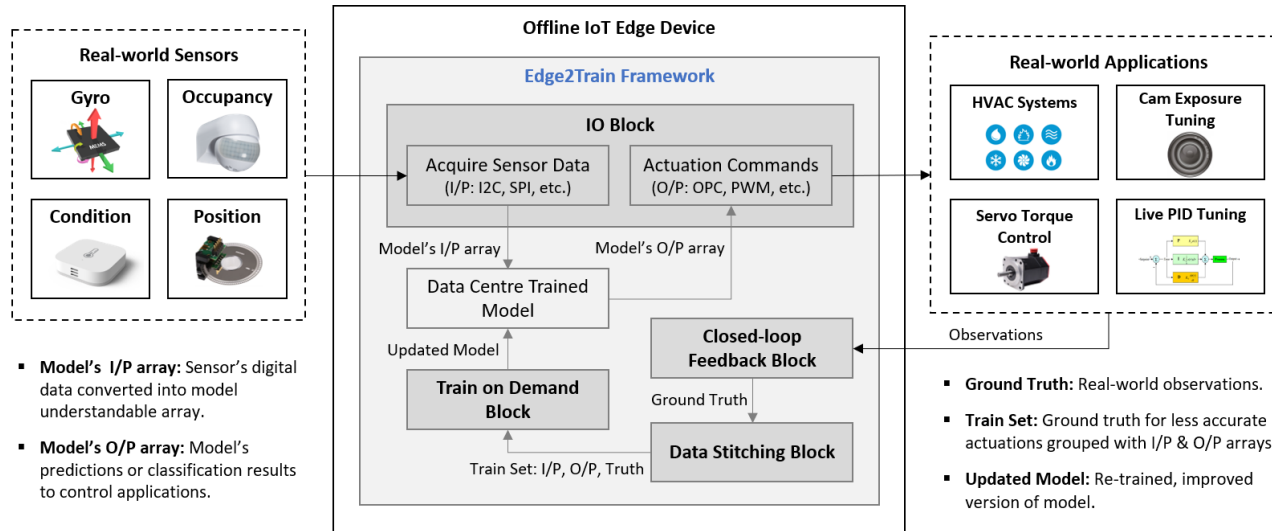 Offline IoT Edge Device
Real-world Sensors
Gyro
Occupancy
Condition
Position
Edge2Train Framework
IO Block
Acquire Sensor Data
(I/P: I2C, SPI, etc.)
Actuation Commands
(O/P: OPC, PWM, etc.)
Model's I/P array
Model's O/P array
Data Centre Trained
Model
Updated Model
Closed-loop
Feedback Block
Train on Demand
Block
Ground Truth
Data Stitching Block
Train Set: I/P, O/P, Truth
Real-world Applications
HVAC Systems
Cam Exposure
Tuning
Servo Torque
Control
Live PID Tuning
Observations
▪ Model's I/P array: Sensor's digital
data converted into model
understandable array.
▪ Model's O/P array: Model's
predictions or classification results
to control applications.
▪ Ground Truth: Real-world observations.
▪ Train Set: Ground truth for less accurate
actuations grouped with I/P & O/P arrays
▪ Updated Model: Re-trained, improved
version of model.